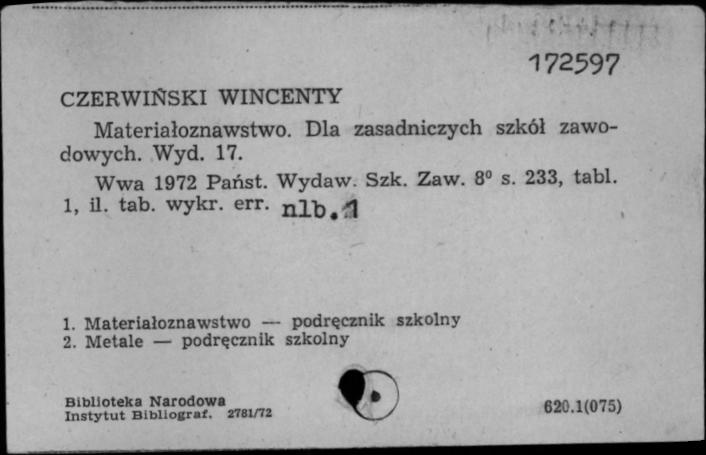 172597
CZERWIŃSKI WINCENTY
Materiałoznawstwo. Dla zasadniczych szkół zawo-
dowych. Wyd. 17.
Wwa 1972 Państ. Wydaw. Szk. Zaw. 8⁰ s. 233, tabl.
1, il. tab. wykr. err. nlb. 1
1. Materiałoznawstwo — podręcznik szkolny
2. Metale — podręcznik szkolny
Biblioteka Narodowa
Instytut Bibliograf. 2781/72
620.1(075)